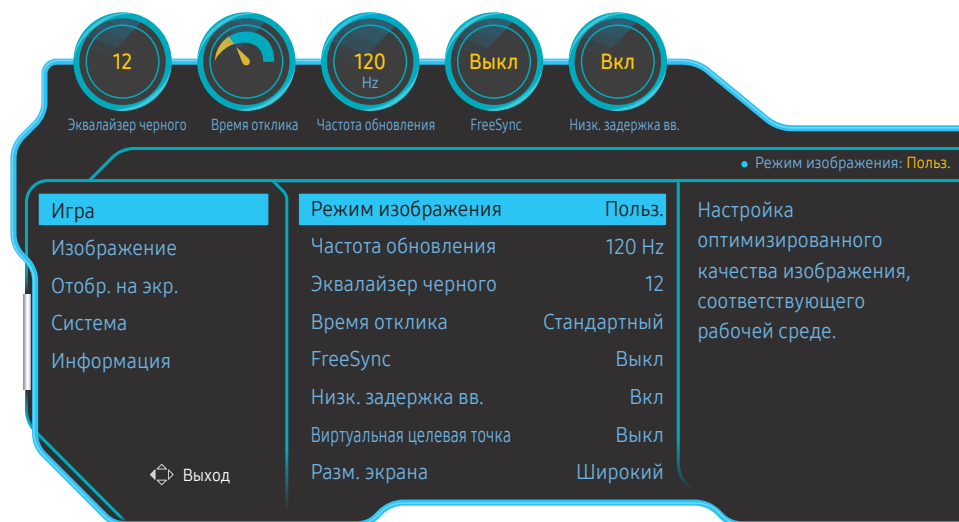 12
120
Hz
Выкл
Вкл
Эквалайзер черного
Время отклика
Частота обновления
FreeSync
Низк. задержка вв.
• Режим изображения: Польз.
Игра
Изображение
Отобр. на экр.
Система
Информация
Выход
Режим изображения Польз.
Частота обновления 120 Hz
Эквалайзер черного 12
Время отклика Стандартный
FreeSync Выкл
Низк. задержка вв. Вкл
Виртуальная целевая точка Выкл
Разм. экрана Широкий
Настройка
оптимизированного
качества изображения,
соответствующего
рабочей среде.